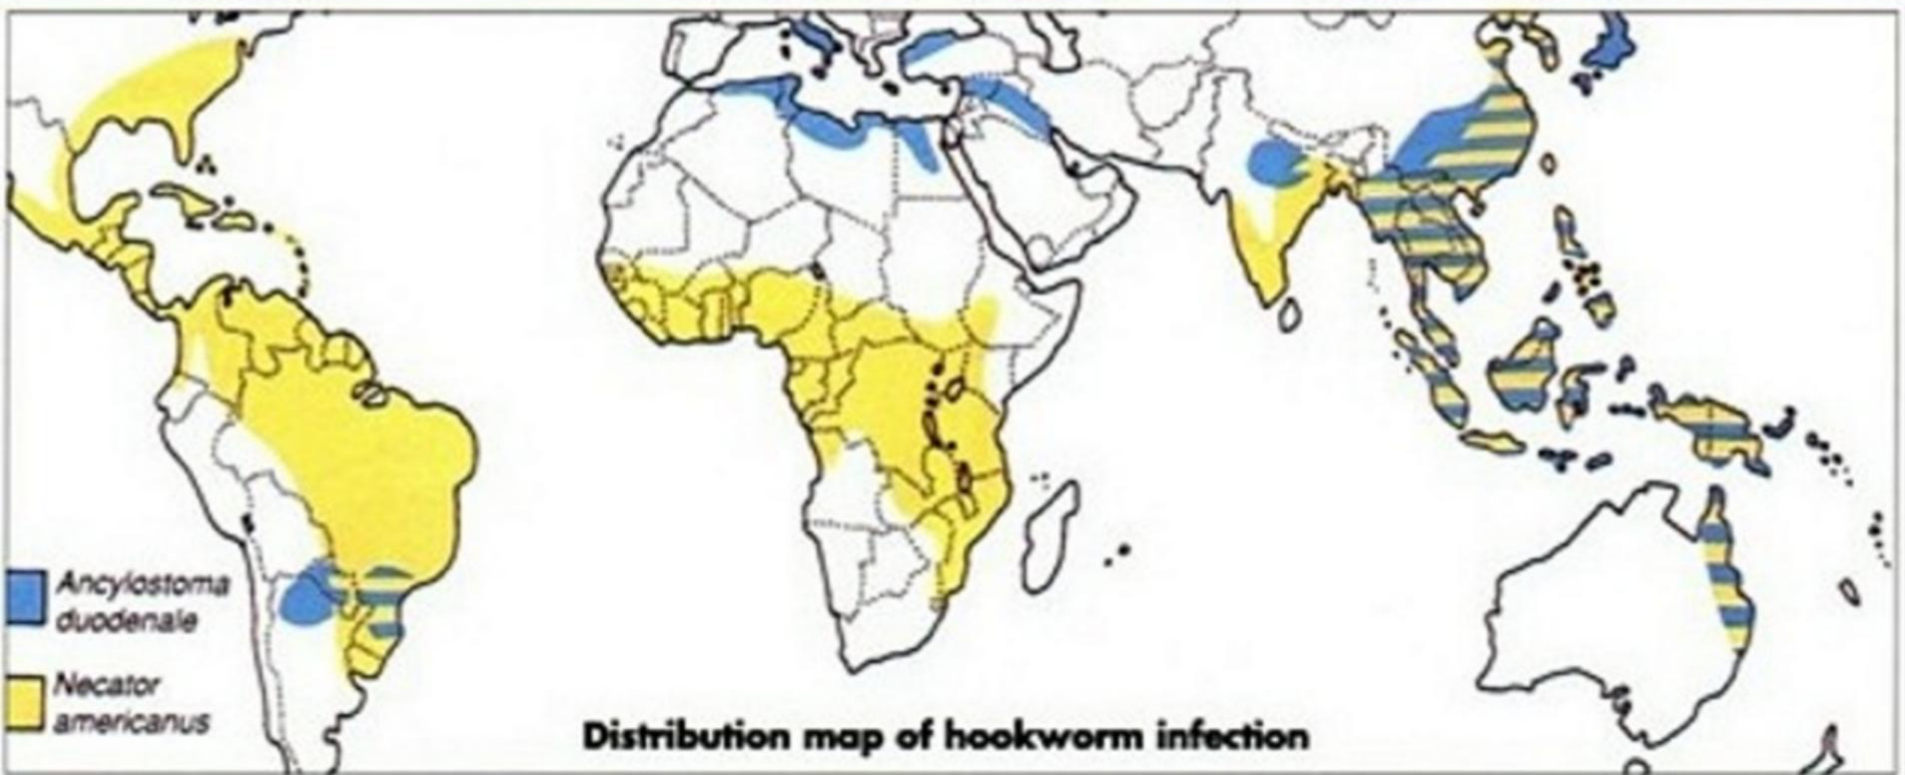 Ancylostoma
duodenale
Necator
americanus
Distribution map of hookworm infection